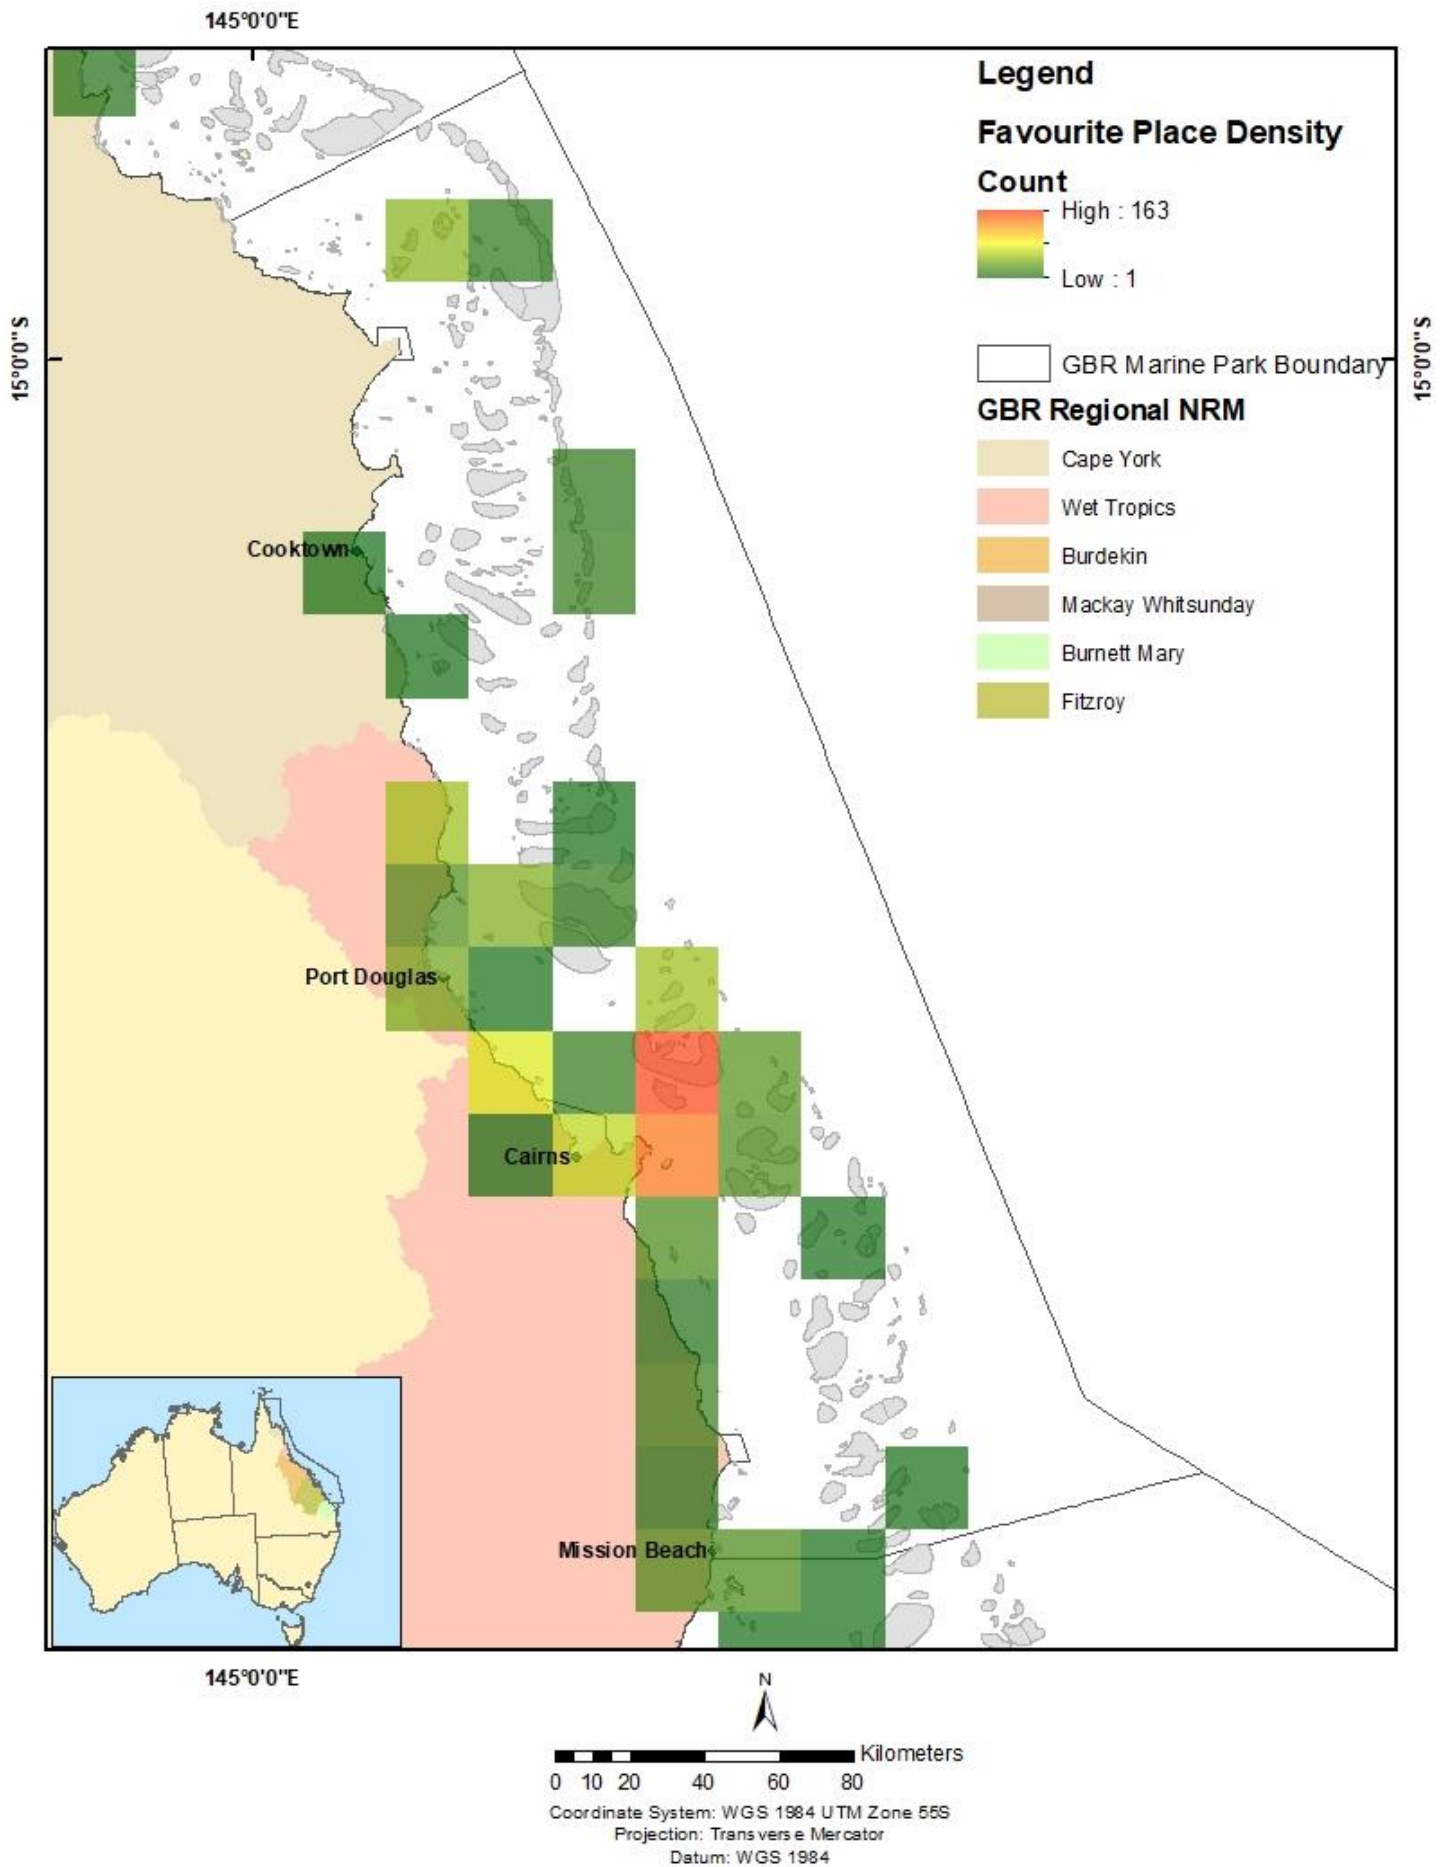 145°0'0"E
Legend
Favourite Place Density
Count
High : 163
Low : 1
15°0'0"S
15°0'0"S
GBR Marine Park Boundary
GBR Regional NRM
Cape York
Wet Tropics
Burdekin
Mackay Whitsunday
Burnett Mary
Fitzroy
Cooktown
Port Douglas
Cairns
Mission Beach
145°0'0"E
N
Kilometers
0 10 20 40 60 80
Coordinate System: WGS 1984 UTM Zone 55S
Projection: Transverse Mercator
Datum: WGS 1984